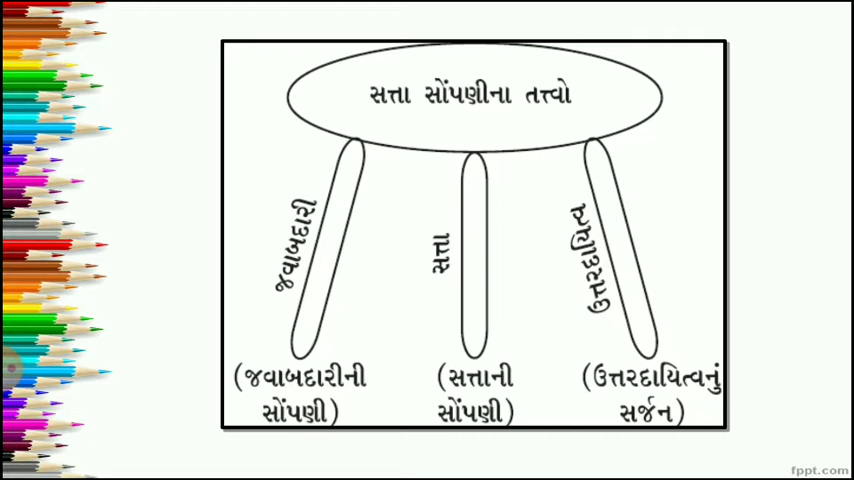 સત્તા સોંપણીના તત્ત્વો
જવાબદારી
સત્તા
ઉત્તરદાયિત્વ
(જવાબદારીની
સોંપણી)
(સત્તાની
સોંપણી)
(ઉત્તરદાયિત્વનું
સર્જન)
fppt.com